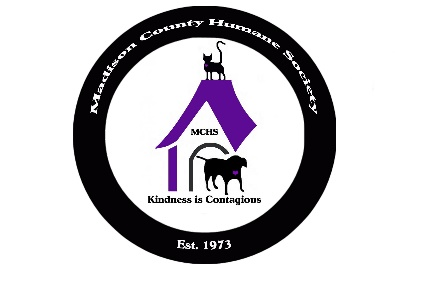 Madison County Humane Society
MCHS
Kindness is Contagious
Est. 1973